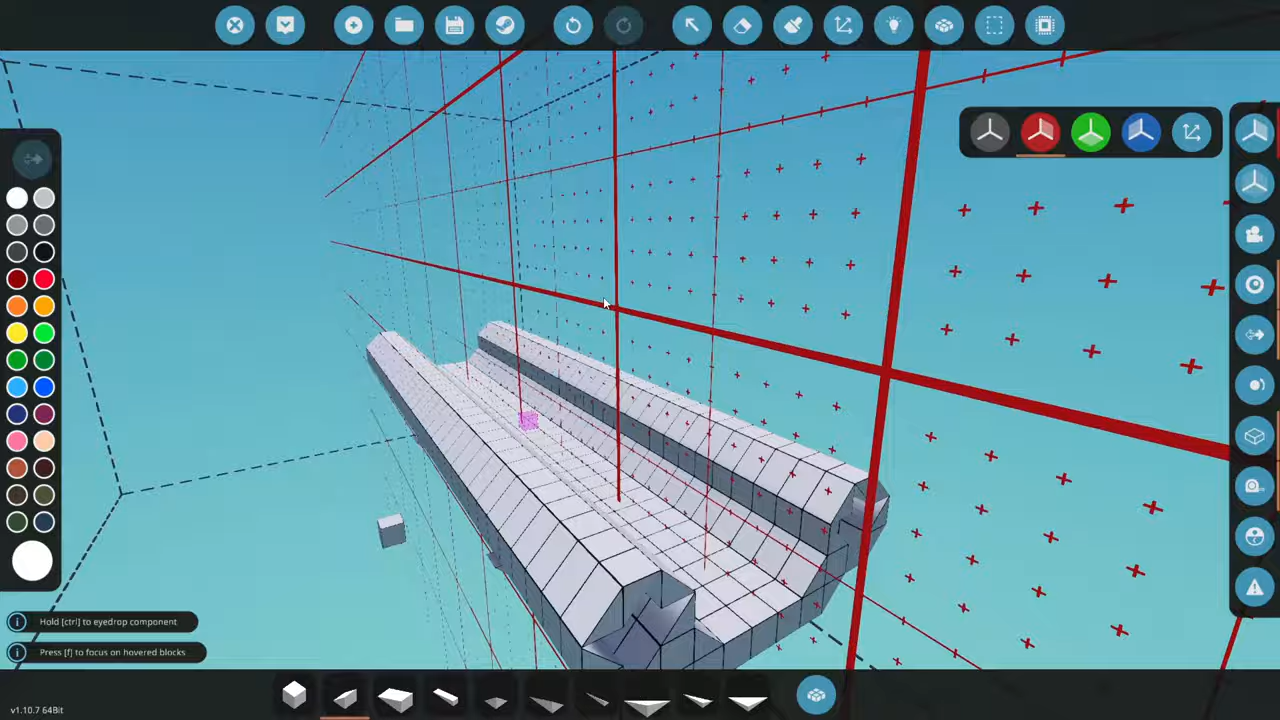 Hold [ctrl] to eyedrop component
Press [f] to focus on hovered blocks
v1.10.7 64Bit